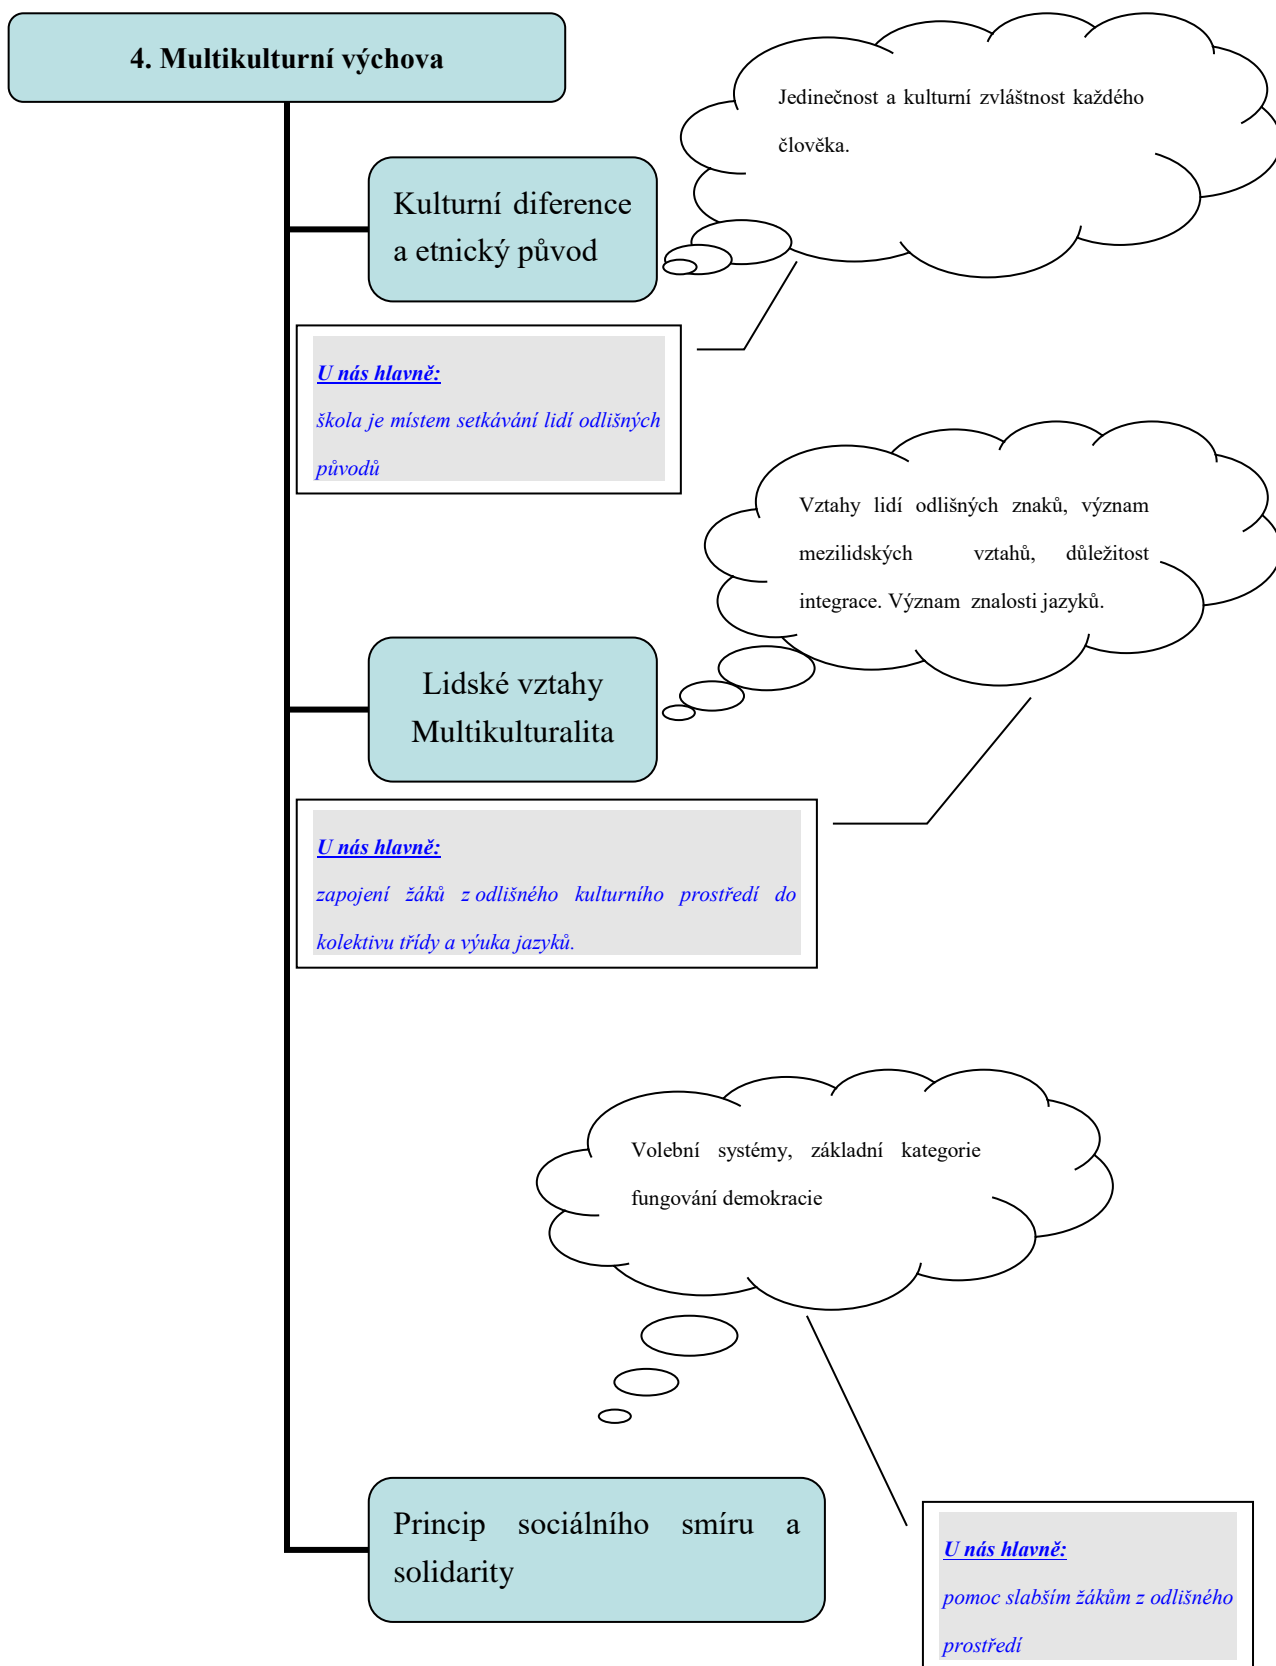 4. Multikulturní výchova
Jedinečnost a kulturní zvláštnost každého
člověka.
Kulturní diference
a etnický původ
U nás hlavně:
škola je místem setkávání lidí odlišných
původů
Vztahy lidí odlišných znaků, význam
mezilidských vztahů, důležitost
integrace. Význam znalosti jazyků.
Lidské vztahy
Multikulturalita
U nás hlavně:
zapojení žáků z odlišného kulturního prostředí do
kolektivu třídy a výuka jazyků.
Volební systémy, základní kategorie
fungování demokracie
Princip sociálního smíru a
solidarity
U nás hlavně:
pomoc slabším žákům z odlišného
prostředí